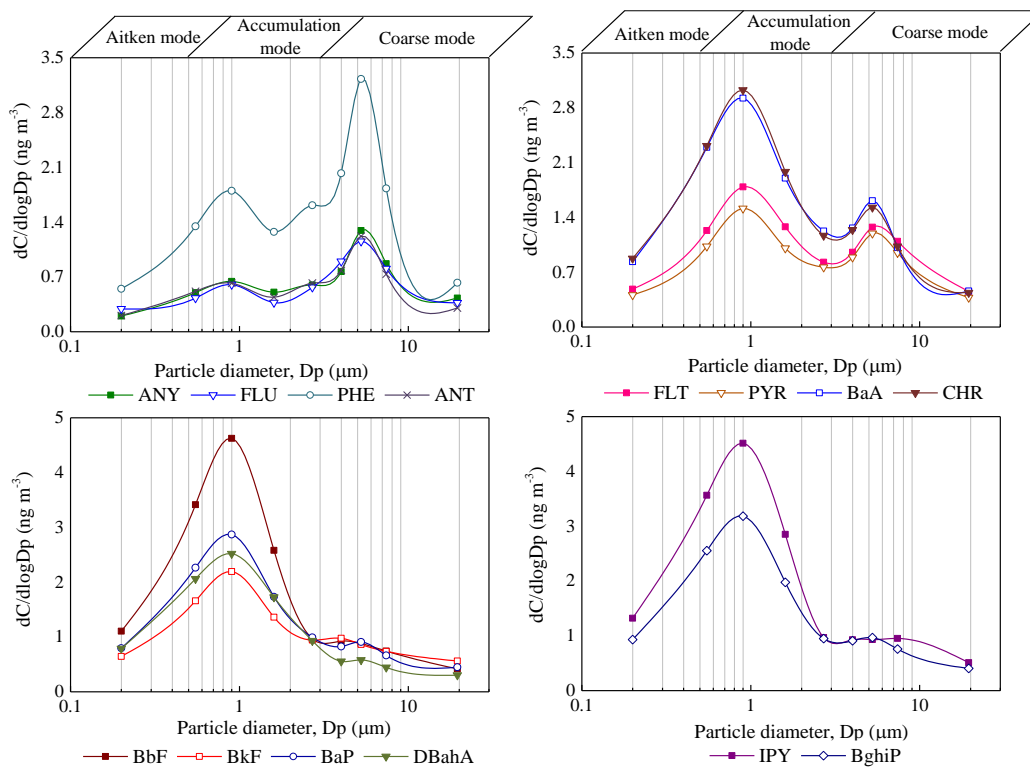 Aitken mode Accumulation mode Coarse mode
3.5
2.8
2.1
1.4
0.7
0.0
dC/dlogDp (ng m-3)
0.1 1 10
Particle diameter, Dp (μm)
ANY FLU PHE ANT
Aitken mode Accumulation mode Coarse mode
3.5
2.8
2.1
1.4
0.7
0.0
dC/dlogDp (ng m-3)
0.1 1 10
Particle diameter, Dp (μm)
FLT PYR BaA CHR
5
4
3
2
1
0
dC/dlogDp (ng m-3)
0.1 1 10
Particle diameter, Dp (μm)
BbF BkF BaP DBahA
5
4
3
2
1
0
dC/dlogDp (ng m-3)
0.1 1 10
Particle diameter, Dp (μm)
IPY BghiP